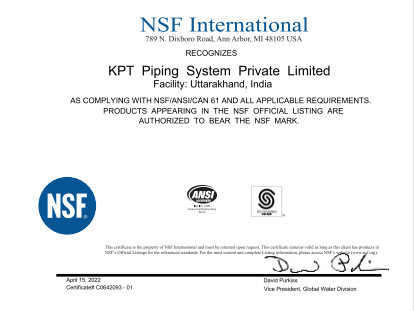 NSF International
789 N. Dixboro Road, Ann Arbor, MI 48105 USA
RECOGNIZES
KPT Piping System Private Limited
Facility: Uttarakhand, India
AS COMPLYING WITH NSF/ANSI/CAN 61 AND ALL APPLICABLE REQUIREMENTS.
PRODUCTS APPEARING IN THE NSF OFFICIAL LISTING ARE
AUTHORIZED TO BEAR THE NSF MARK.
NSF®
ANSI
This certificate is the property of NSF International and must be returned upon request. This certificate remains valid as long as this client has products in
NSF's Official Listings for the referenced standards. For the most current and complete Listing information, please access NSF's website (www.nsf.org).
April 15, 2022
Certificate# C0642093 - 01
David Purkiss
Vice President, Global Water Division